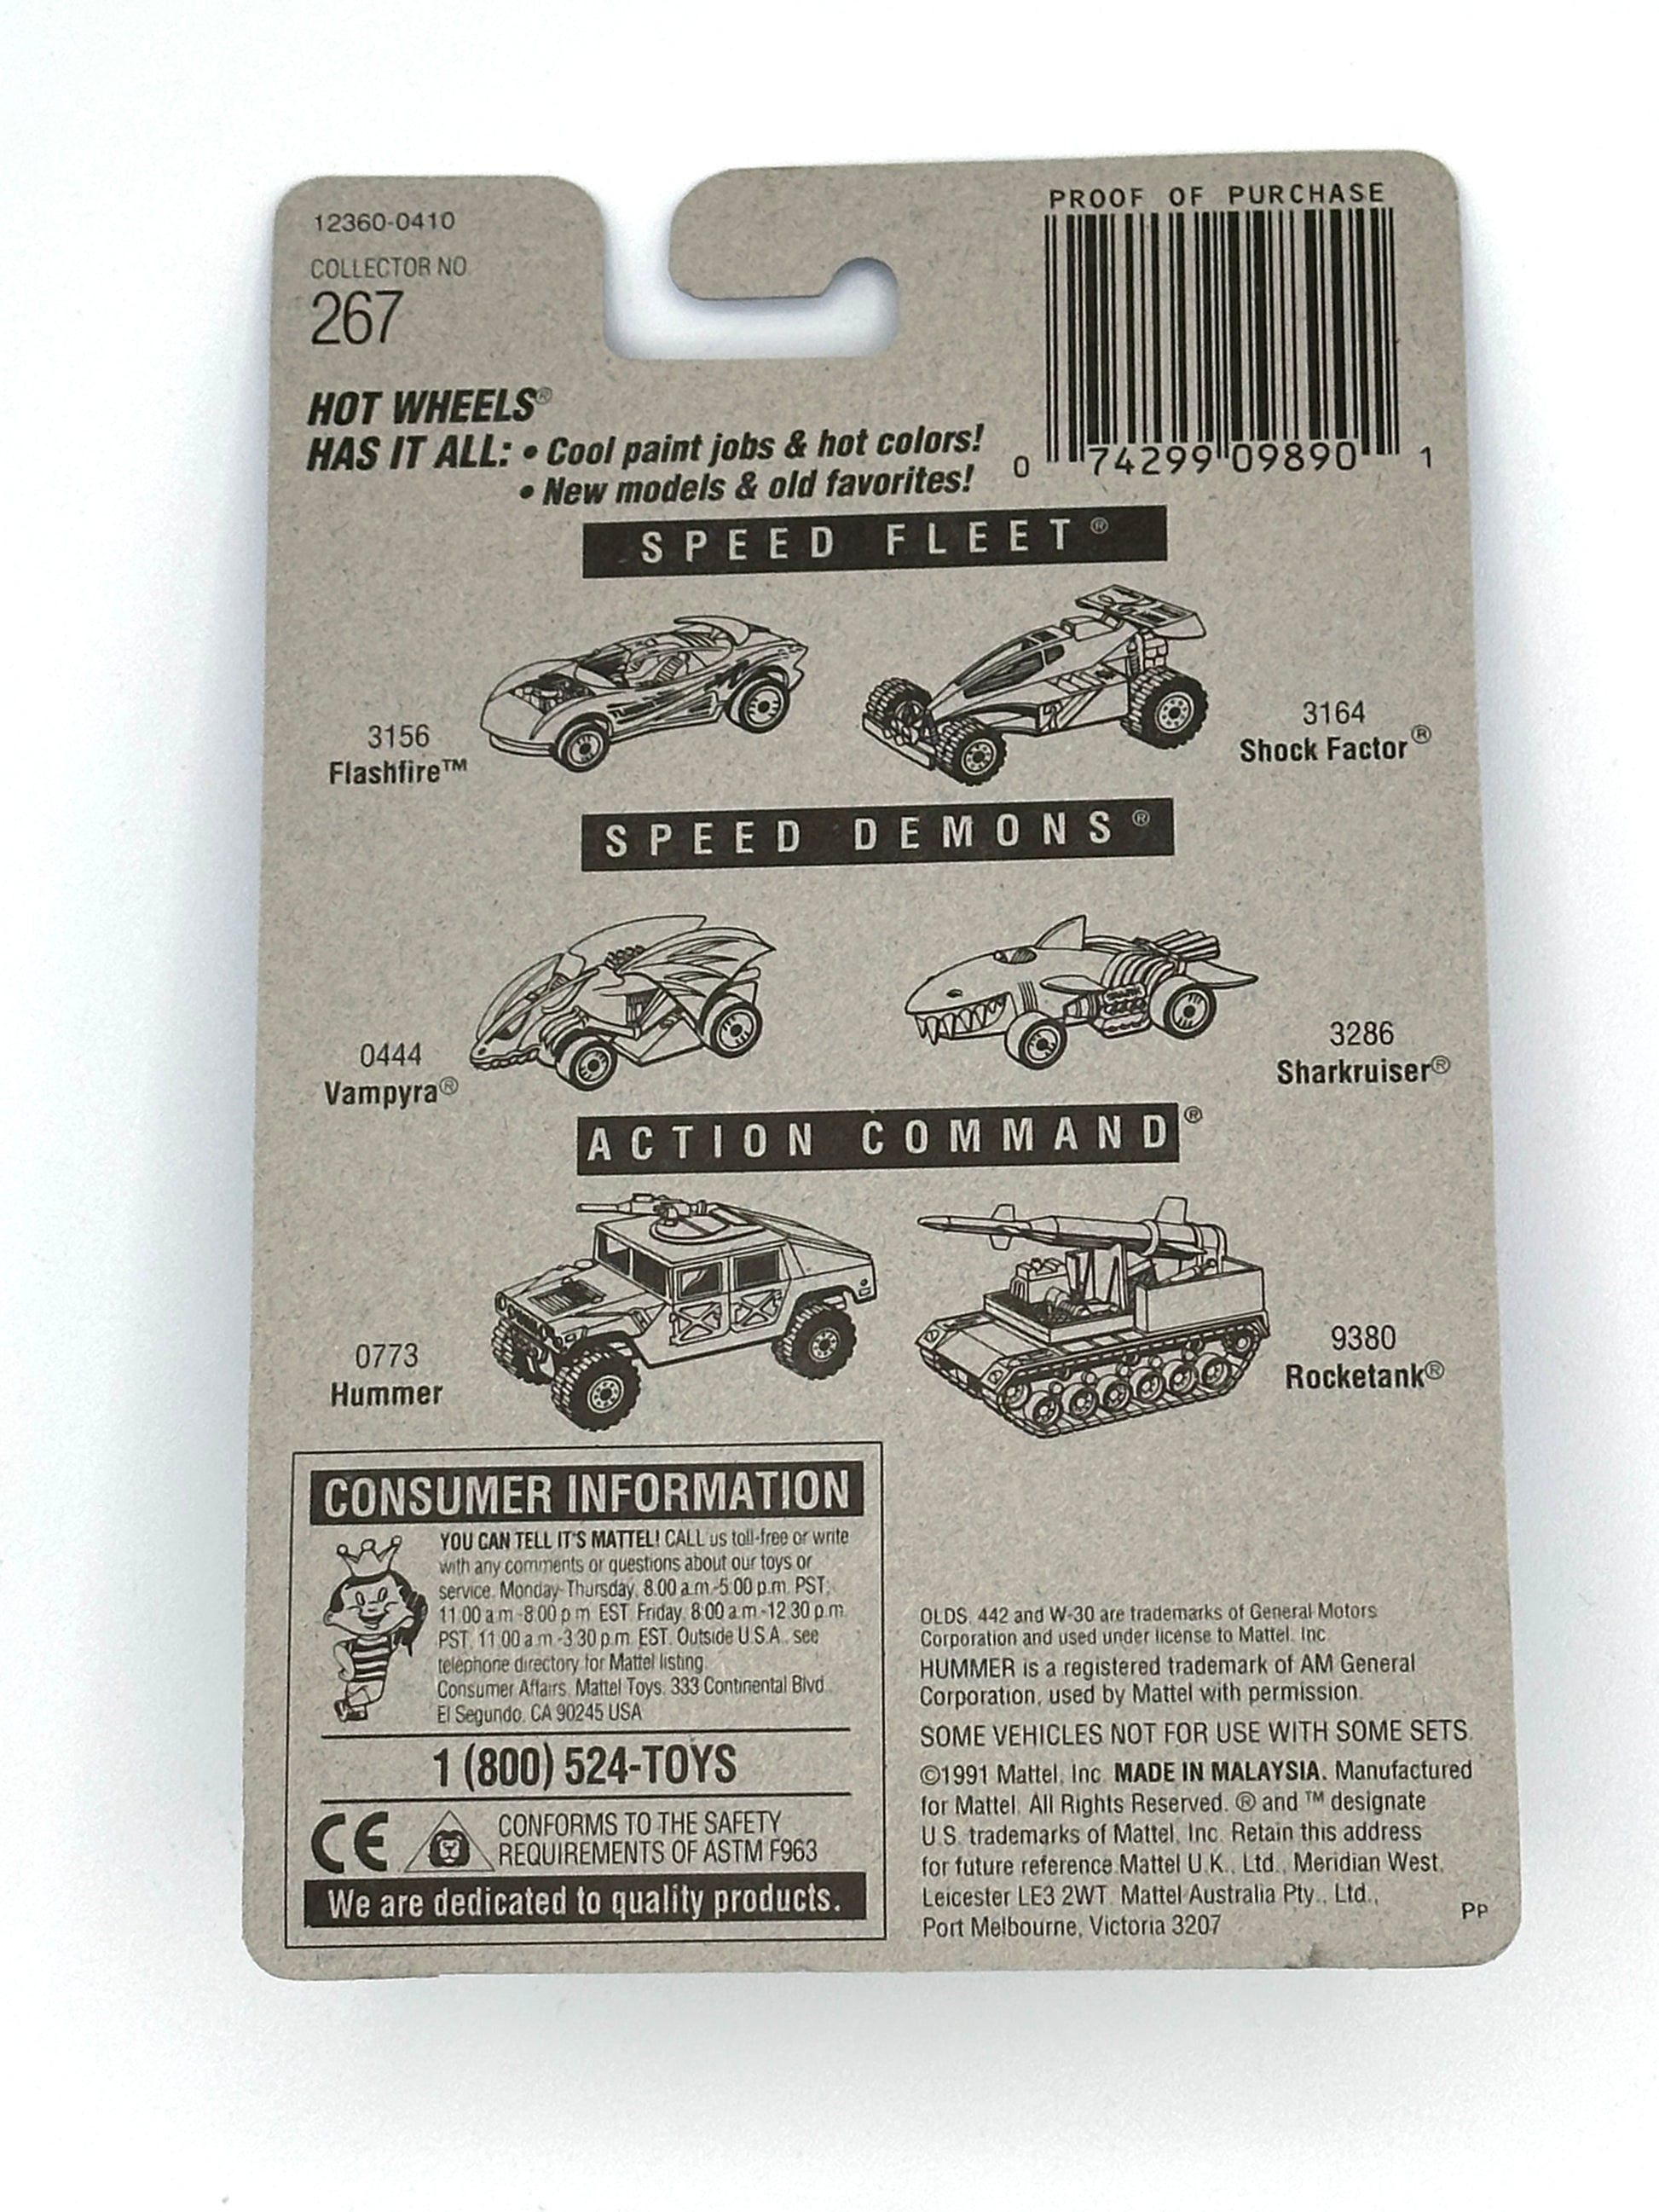 12360-0410
COLLECTOR NO
267
PROOF OF PURCHASE
0 74299 09890 1
HOT WHEELS®
HAS IT ALL: • Cool paint jobs & hot colors!
• New models & old favorites!
SPEED FLEET®
3156
Flashfire™
3164
Shock Factor®
SPEED DEMONS®
0444
Vampyra®
3286
Sharkruiser®
ACTION COMMAND®
0773
Hummer
9380
Rocketank®
CONSUMER INFORMATION
YOU CAN TELL IT'S MATTEL! CALL us toll-free or write
with any comments or questions about our toys or
service. Monday-Thursday, 8:00 a.m.-5:00 p.m. PST;
11:00 a.m.-8:00 p.m. EST. Friday, 8:00 a.m.-12:30 p.m.
PST, 11:00 a.m.-3:30 p.m. EST. Outside U.S.A., see
telephone directory for Mattel listing.
Consumer Affairs, Mattel Toys, 333 Continental Blvd.,
El Segundo, CA 90245 USA
1 (800) 524-TOYS
CE
CONFORMS TO THE SAFETY
REQUIREMENTS OF ASTM F963
We are dedicated to quality products.
OLDS, 442 and W-30 are trademarks of General Motors
Corporation and used under license to Mattel, Inc.
HUMMER is a registered trademark of AM General
Corporation, used by Mattel with permission.
SOME VEHICLES NOT FOR USE WITH SOME SETS.
©1991 Mattel, Inc. MADE IN MALAYSIA. Manufactured
for Mattel. All Rights Reserved. ® and ™ designate
U.S. trademarks of Mattel, Inc. Retain this address
for future reference: Mattel U.K., Ltd., Meridian West,
Leicester LE3 2WT. Mattel Australia Pty., Ltd.,
Port Melbourne, Victoria 3207
PP